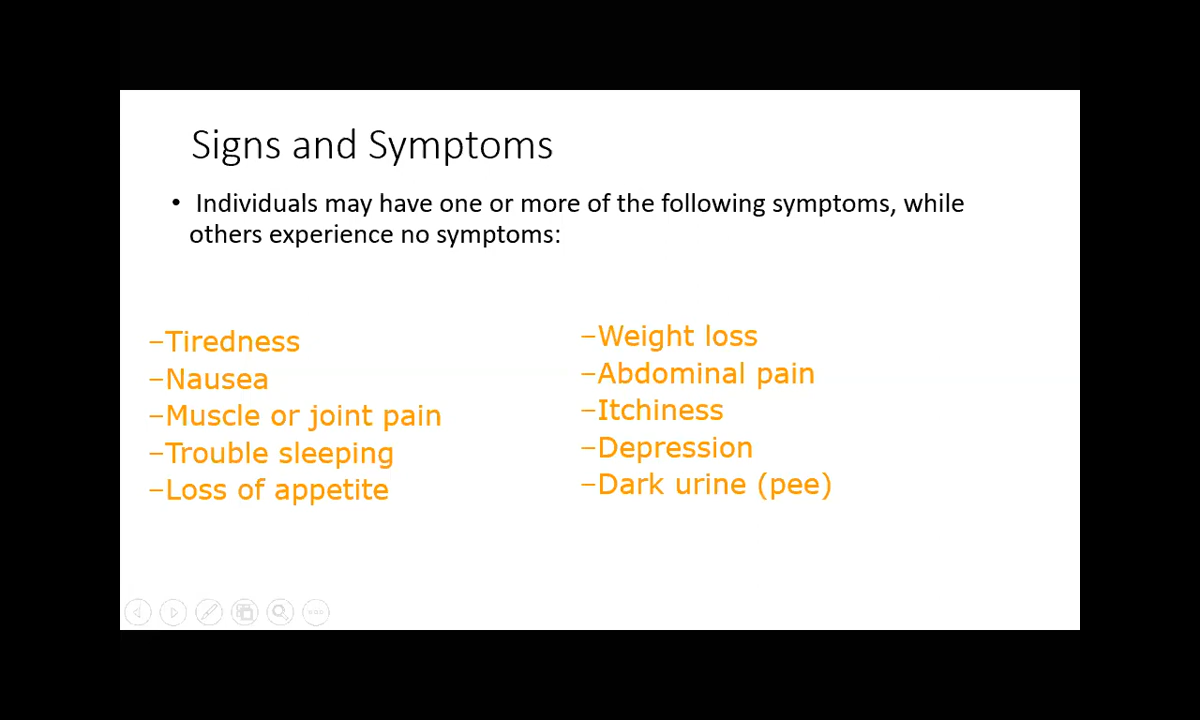 Signs and Symptoms
• Individuals may have one or more of the following symptoms, while
others experience no symptoms:
–Tiredness
–Nausea
–Muscle or joint pain
–Trouble sleeping
–Loss of appetite
–Weight loss
–Abdominal pain
–Itchiness
–Depression
–Dark urine (pee)